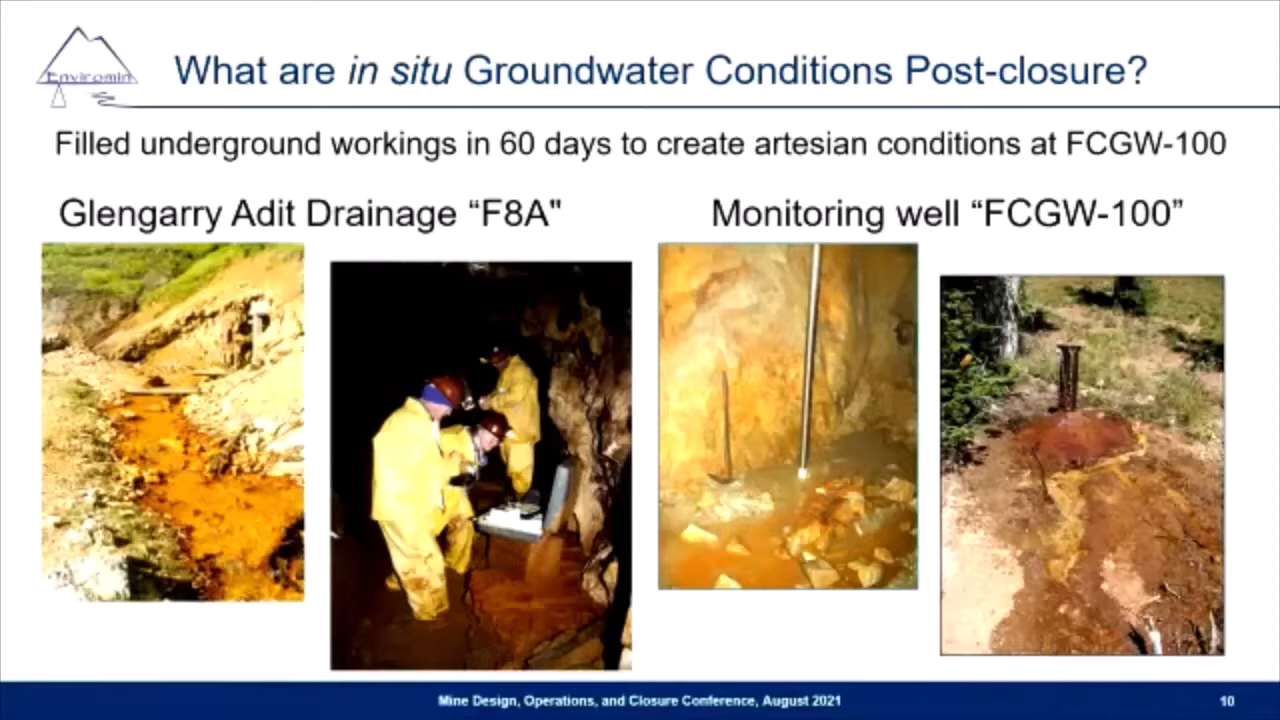 Enviromin
What are in situ Groundwater Conditions Post-closure?
Filled underground workings in 60 days to create artesian conditions at FCGW-100
Glengarry Adit Drainage “F8A"
Monitoring well “FCGW-100”
Mine Design, Operations, and Closure Conference, August 2021
10